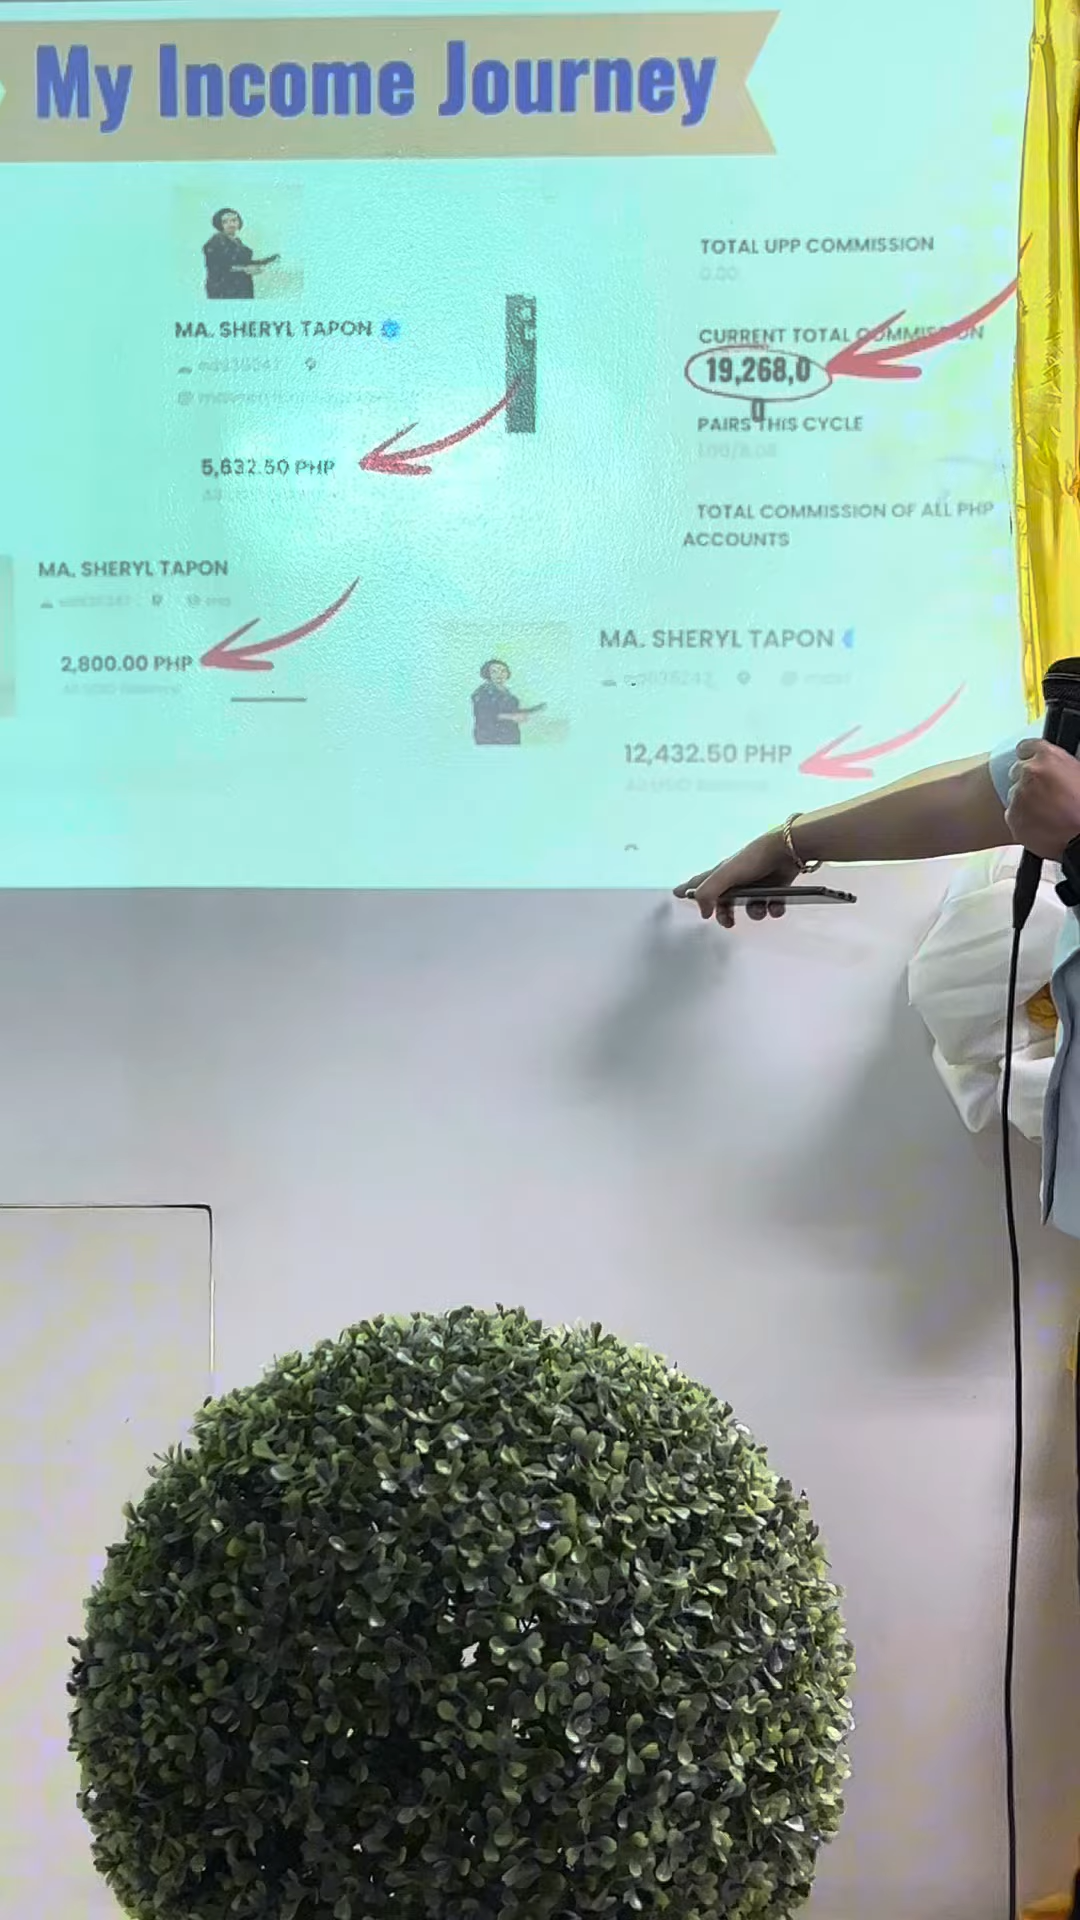 My Income Journey
MA. SHERYL TAPON
5,632.50 PHP
MA. SHERYL TAPON
2,800.00 PHP
TOTAL UPP COMMISSION
0.00
CURRENT TOTAL COMMISSION
19,268,0
0
PAIRS THIS CYCLE
TOTAL COMMISSION OF ALL PHP
ACCOUNTS
MA. SHERYL TAPON
12,432.50 PHP